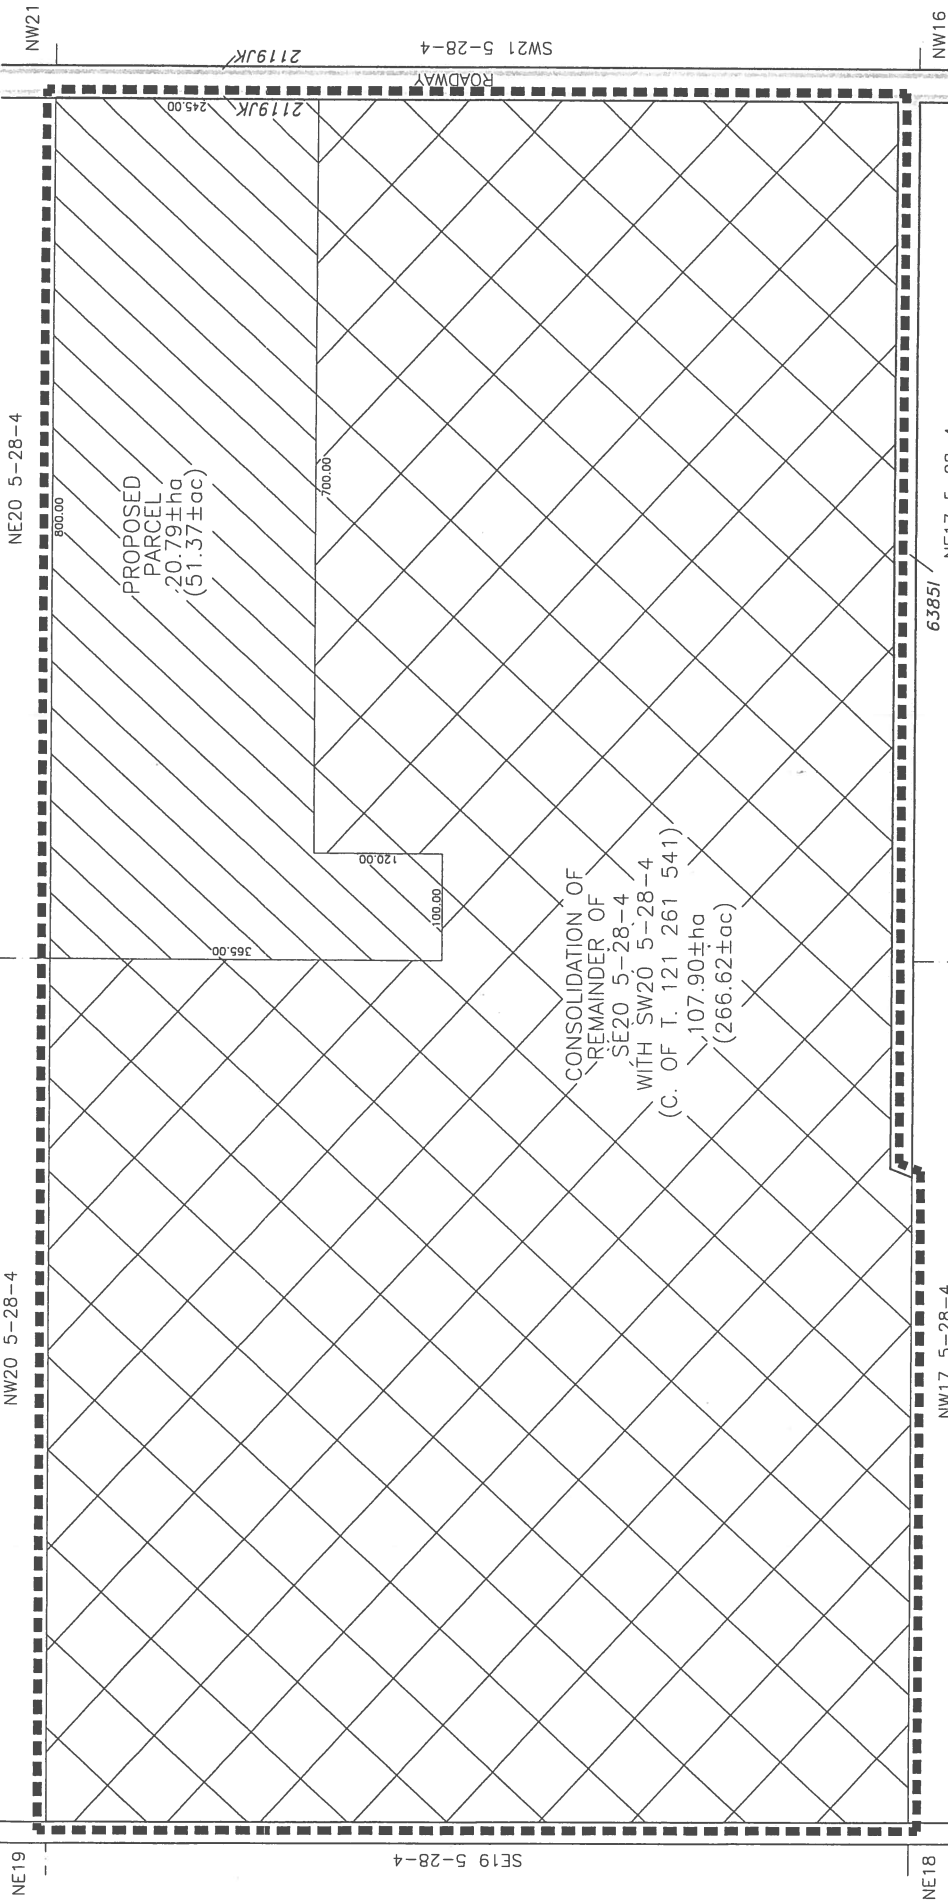 NW21
SW21 5-28-4
NW16
2119JK
ROADWAY
2119JK
245.00
NE20 5-28-4
800.00
PROPOSED
PARCEL
20.79±ha
(51.37±ac)
700.00
120.00
100.00
365.00
63851
CONSOLIDATION OF
REMAINDER OF
SE20 5-28-4
WITH SW20 5-28-4
(C. OF T. 121 261 541)
107.90±ha
(266.62±ac)
NW20 5-28-4
NW17 5-28-4
NE19
SE19 5-28-4
NE18